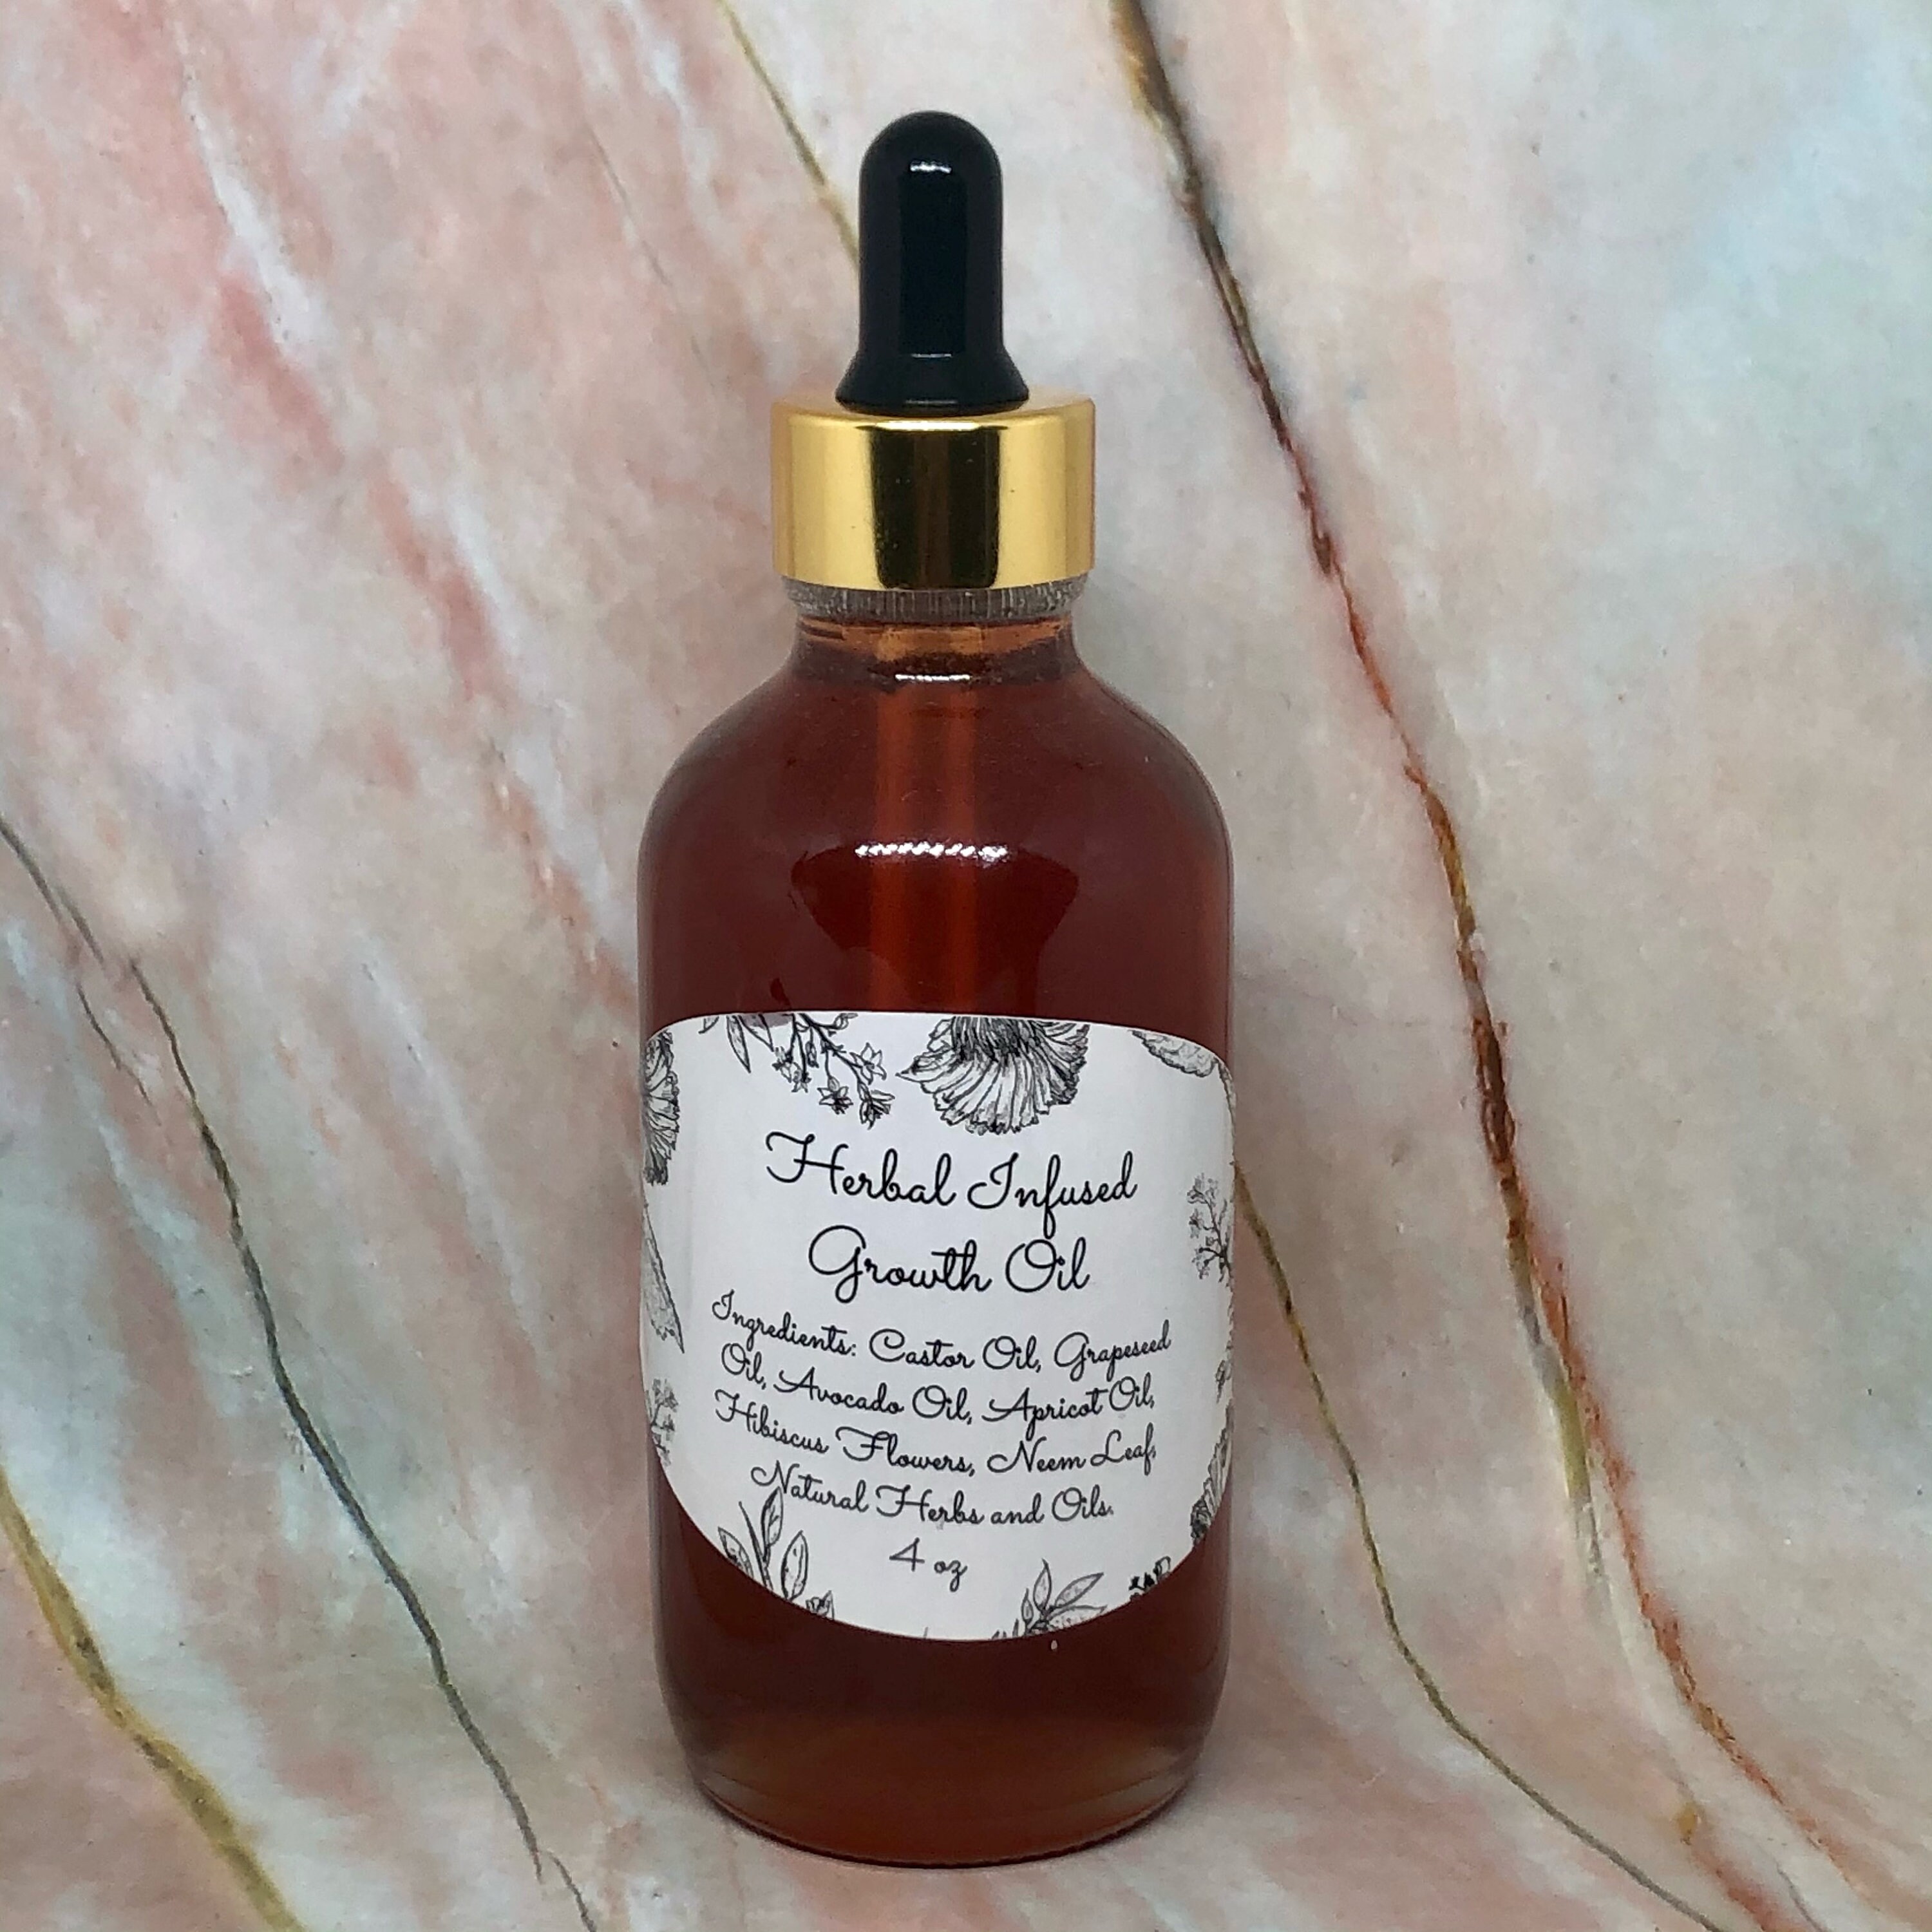 Herbal Infused
Growth Oil
Ingredients: Castor Oil, Grapeseed
Oil, Avocado Oil, Apricot Oil,
Hibiscus Flowers, Neem Leaf,
Natural Herbs and Oils.
4 oz